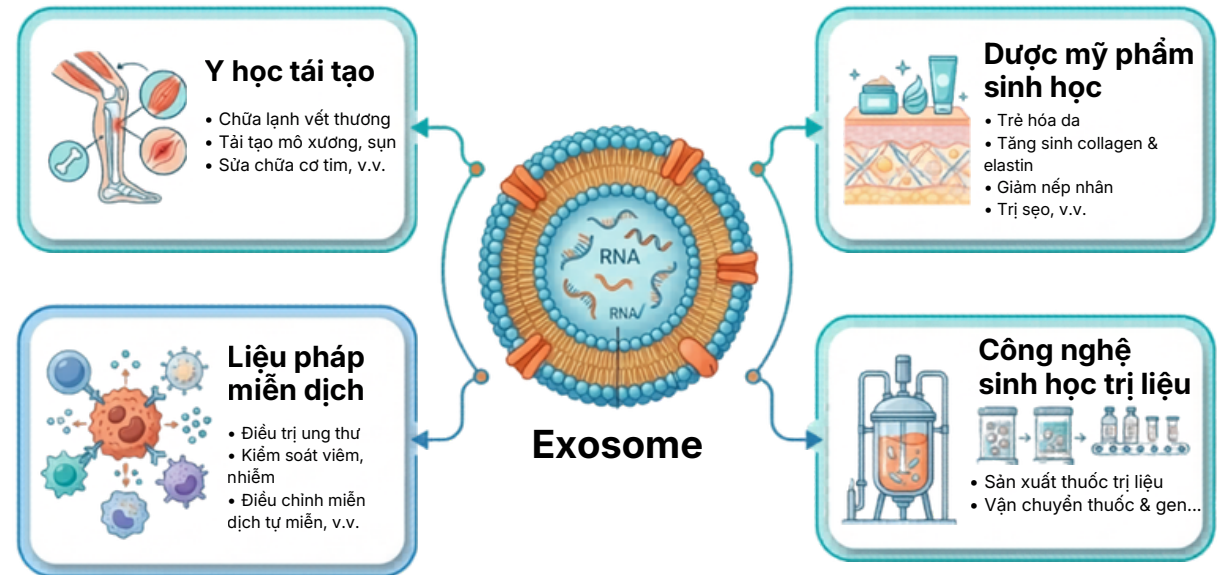 Y học tái tạo
• Chữa lạnh vết thương
• Tải tạo mô xương, sụn
• Sửa chữa cơ tim, v.v.
Dược mỹ phẩm
sinh học
• Trẻ hóa da
• Tăng sinh collagen &
elastin
• Giảm nếp nhân
• Trị sẹo, v.v.
RNA
RNA
Exosome
Liệu pháp
miễn dịch
• Điều trị ung thư
• Kiểm soát viêm,
nhiễm
• Điều chỉnh miễn
dịch tự miễn, v.v.
Công nghệ
sinh học trị liệu
• Sản xuất thuốc trị liệu
• Vận chuyển thuốc & gen...